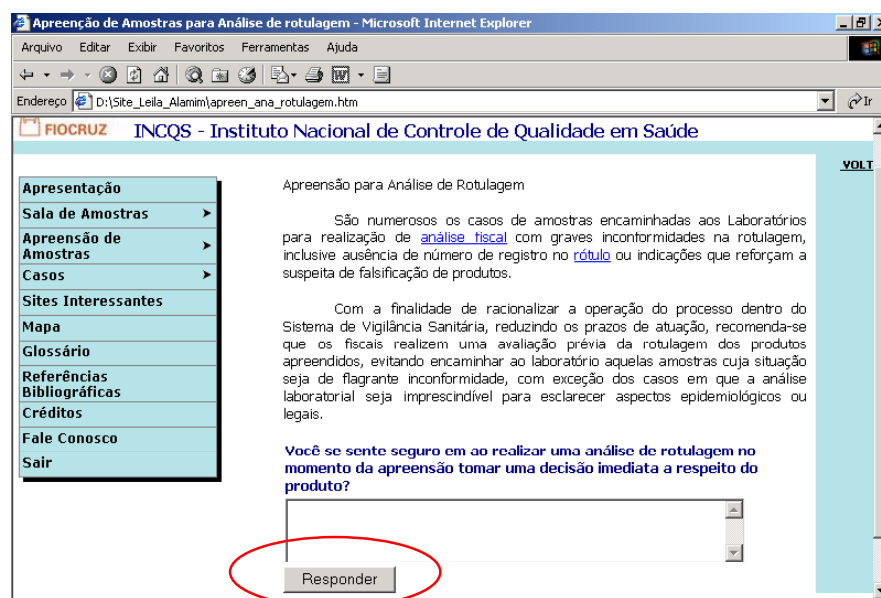 Apreenção de Amostras para Análise de rotulagem - Microsoft Internet Explorer
Arquivo Editar Exibir Favoritos Ferramentas Ajuda
Endereço D:\Site_Leila_Alamim\apreen_ana_rotulagem.htm Ir
FIOCRUZ INCQS - Instituto Nacional de Controle de Qualidade em Saúde
VOLT
Apresentação
Sala de Amostras
Apreensão de
Amostras
Casos
Sites Interessantes
Mapa
Glossário
Referências
Bibliográficas
Créditos
Fale Conosco
Sair
Apreensão para Análise de Rotulagem
São numerosos os casos de amostras encaminhadas aos Laboratórios
para realização de análise fiscal com graves inconformidades na rotulagem,
inclusive ausência de número de registro no rótulo ou indicações que reforçam a
suspeita de falsificação de produtos.
Com a finalidade de racionalizar a operação do processo dentro do
Sistema de Vigilância Sanitária, reduzindo os prazos de atuação, recomenda-se
que os fiscais realizem uma avaliação prévia da rotulagem dos produtos
apreendidos, evitando encaminhar ao laboratório aquelas amostras cuja situação
seja de flagrante inconformidade, com exceção dos casos em que a análise
laboratorial seja imprescindível para esclarecer aspectos epidemiológicos ou
legais.
Você se sente seguro em ao realizar uma análise de rotulagem no
momento da apreensão tomar uma decisão imediata a respeito do
produto?
Responder